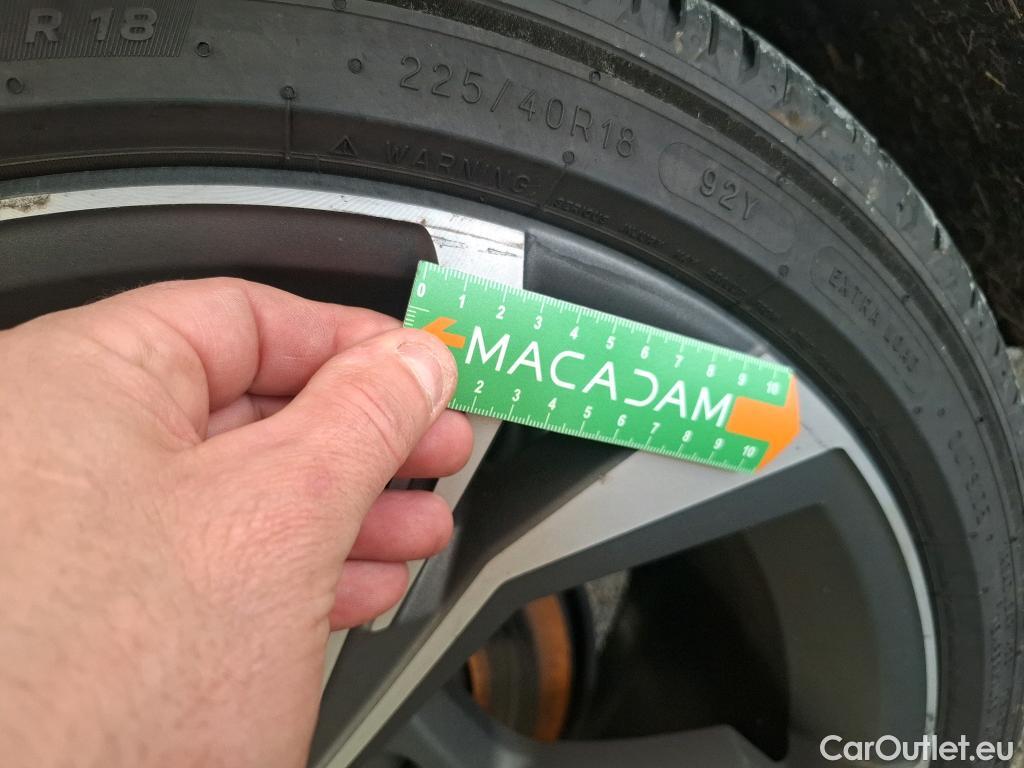 R 18
225/40R18
92Y
WARNING
EXTRA LOAD
0 1 2 3 4 5 6 7 8 9 10
MACADAM
2 3 4 5 6 7 8 9 10
CarOutlet.eu